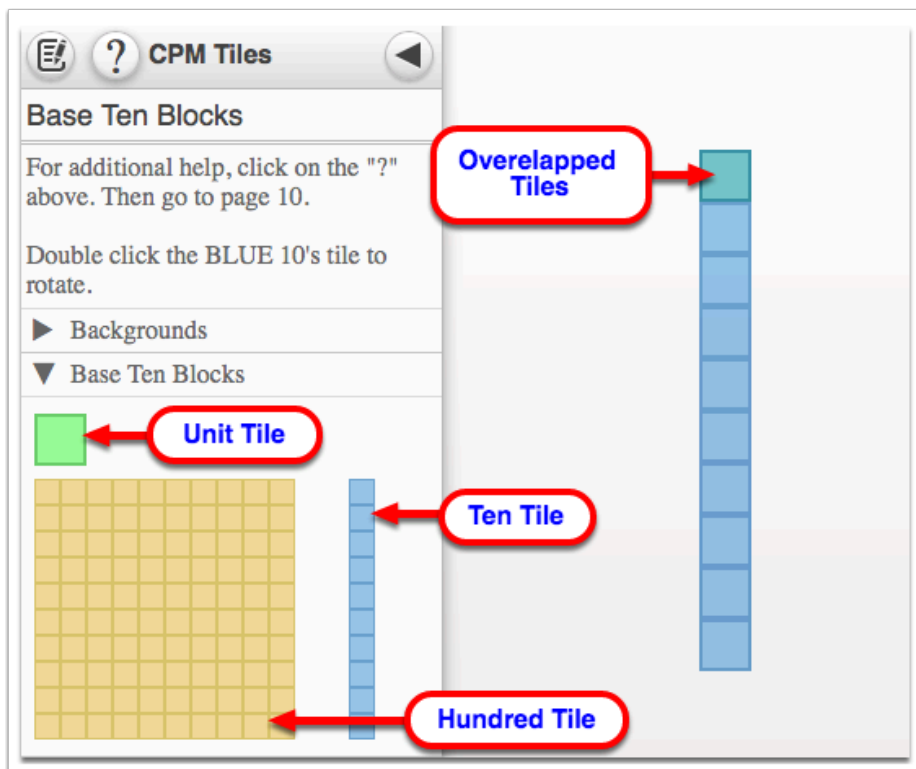 ? CPM Tiles
Base Ten Blocks
For additional help, click on the "?"
above. Then go to page 10.
Double click the BLUE 10's tile to
rotate.
Backgrounds
Base Ten Blocks
Unit Tile
Ten Tile
Hundred Tile
Overelapped
Tiles